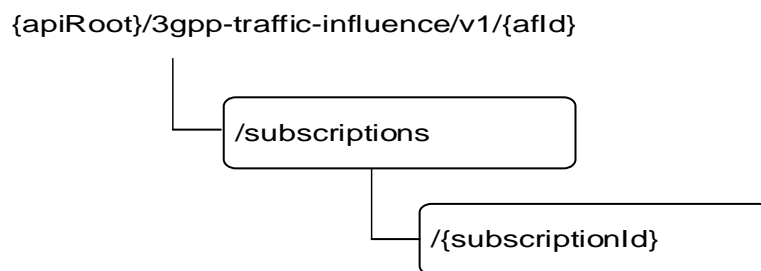 {apiRoot}/3gpp-traffic-influence/v1/{afId}
/subscriptions
/{subscriptionId}